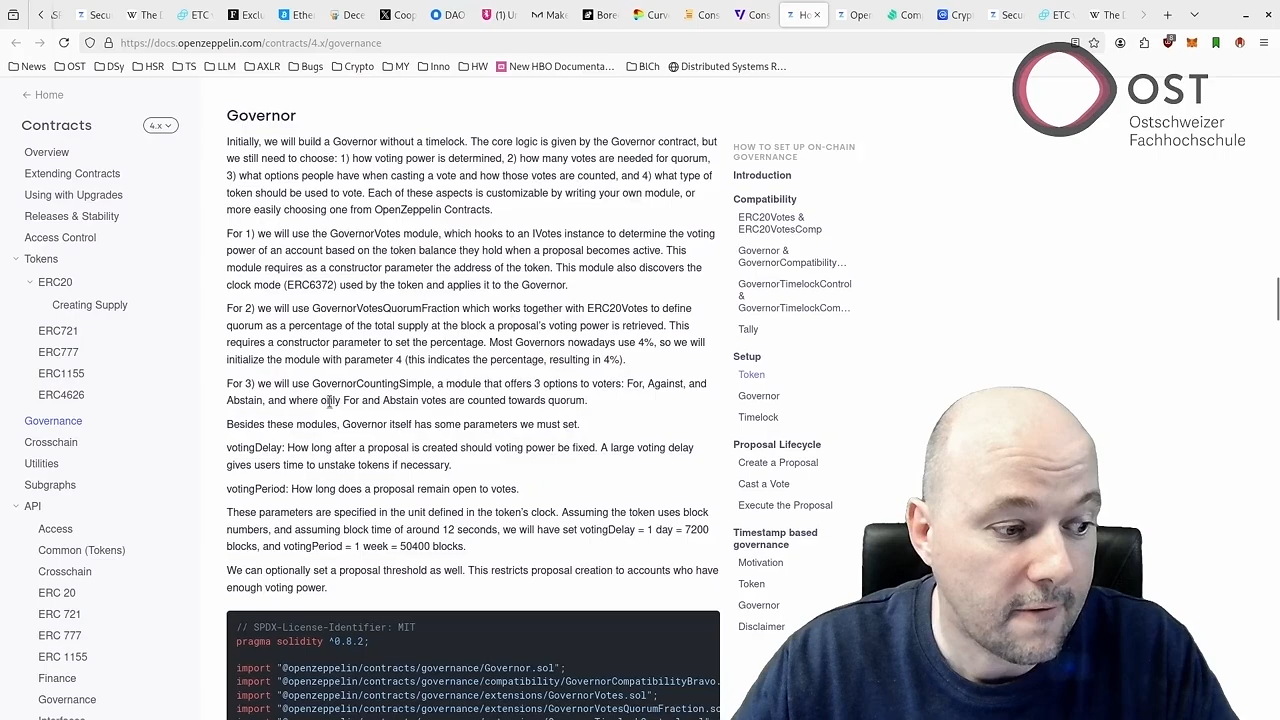 The
ETC
Exclu
Ethe
Dece
Coop
DAO
(1) U
Make
Bore
Curv
Cons
Cons
Ho
Open
Com
Cryp
Secu
ETC
The
https://docs.openzeppelin.com/contracts/4.x/governance
News OST DSy HSR TS LLM AXLR Bugs Crypto MY Inno HW New HBO Documenta... BlCh Distributed Systems R...
OST
Ostschweizer
Fachhochschule
← Home
Contracts 4.x
Overview
Extending Contracts
Using with Upgrades
Releases & Stability
Access Control
Tokens
ERC20
Creating Supply
ERC721
ERC777
ERC1155
ERC4626
Governance
Crosschain
Utilities
Subgraphs
API
Access
Common (Tokens)
Crosschain
ERC 20
ERC 721
ERC 777
ERC 1155
Finance
Governance
Governor
Initially, we will build a Governor without a timelock. The core logic is given by the Governor contract, but
we still need to choose: 1) how voting power is determined, 2) how many votes are needed for quorum,
3) what options people have when casting a vote and how those votes are counted, and 4) what type of
token should be used to vote. Each of these aspects is customizable by writing your own module, or
more easily choosing one from OpenZeppelin Contracts.
For 1) we will use the GovernorVotes module, which hooks to an IVotes instance to determine the voting
power of an account based on the token balance they hold when a proposal becomes active. This
module requires as a constructor parameter the address of the token. This module also discovers the
clock mode (ERC6372) used by the token and applies it to the Governor.
For 2) we will use GovernorVotesQuorumFraction which works together with ERC20Votes to define
quorum as a percentage of the total supply at the block a proposal's voting power is retrieved. This
requires a constructor parameter to set the percentage. Most Governors nowadays use 4%, so we will
initialize the module with parameter 4 (this indicates the percentage, resulting in 4%).
For 3) we will use GovernorCountingSimple, a module that offers 3 options to voters: For, Against, and
Abstain, and where only For and Abstain votes are counted towards quorum.
Besides these modules, Governor itself has some parameters we must set.
votingDelay: How long after a proposal is created should voting power be fixed. A large voting delay
gives users time to unstake tokens if necessary.
votingPeriod: How long does a proposal remain open to votes.
These parameters are specified in the unit defined in the token's clock. Assuming the token uses block
numbers, and assuming block time of around 12 seconds, we will have set votingDelay = 1 day = 7200
blocks, and votingPeriod = 1 week = 50400 blocks.
We can optionally set a proposal threshold as well. This restricts proposal creation to accounts who have
enough voting power.
// SPDX-License-Identifier: MIT
pragma solidity ^0.8.2;
import "@openzeppelin/contracts/governance/Governor.sol";
import "@openzeppelin/contracts/governance/compatibility/GovernorCompatibilityBravo.
import "@openzeppelin/contracts/governance/extensions/GovernorVotes.sol";
import "@openzeppelin/contracts/governance/extensions/GovernorVotesQuorumFraction.so
HOW TO SET UP ON-CHAIN
GOVERNANCE
Introduction
Compatibility
ERC20Votes &
ERC20VotesComp
Governor &
GovernorCompatibility...
GovernorTimelockControl
&
GovernorTimelockCom...
Tally
Setup
Token
Governor
Timelock
Proposal Lifecycle
Create a Proposal
Cast a Vote
Execute the Proposal
Timestamp based
governance
Motivation
Token
Governor
Disclaimer